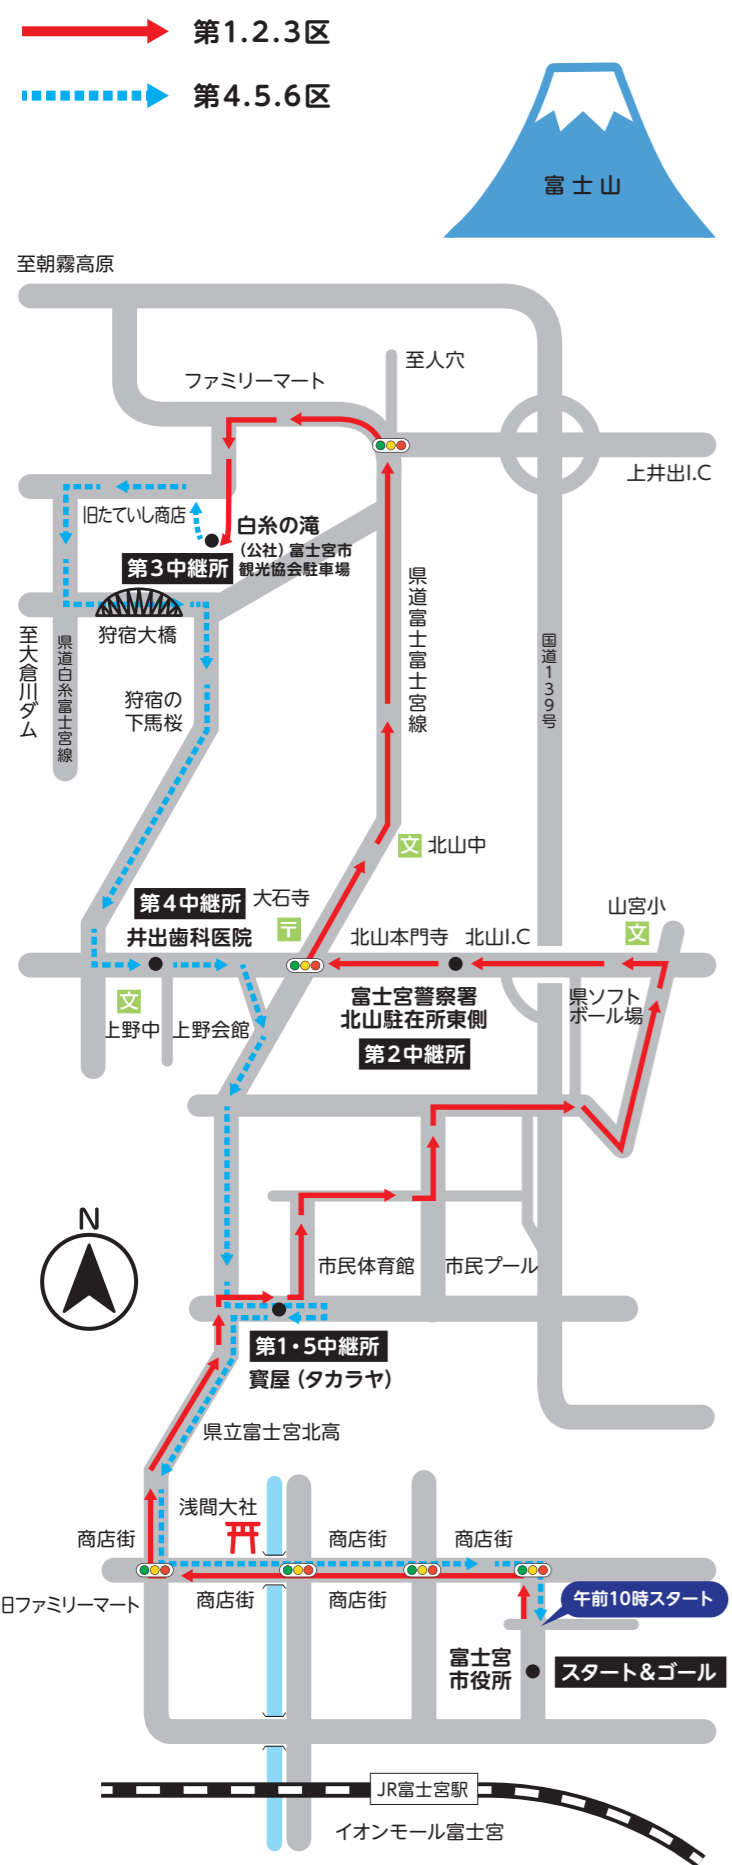 第1.2.3区
第4.5.6区
富士山
至朝霧高原
至人穴
ファミリーマート
上井出I.C
旧たていし商店
白糸の滝
(公社)富士宮市
観光協会駐車場
第3中継所
狩宿大橋
至大倉川ダム
県道白糸富士宮線
県道富士富士宮線
国道139号
狩宿の
下馬桜
文
北山中
第4中継所
大石寺
井出歯科医院
〒
北山本門寺
北山I.C
山宮小
文
文
上野中
上野会館
富士宮警察署
北山駐在所東側
第2中継所
県ソフト
ボール場
N
市民体育館
市民プール
第1・5中継所
寳屋(タカラヤ)
県立富士宮北高
浅間大社
商店街
商店街
商店街
旧ファミリーマート
商店街
商店街
午前10時スタート
富士宮
市役所
スタート&ゴール
JR富士宮駅
イオンモール富士宮